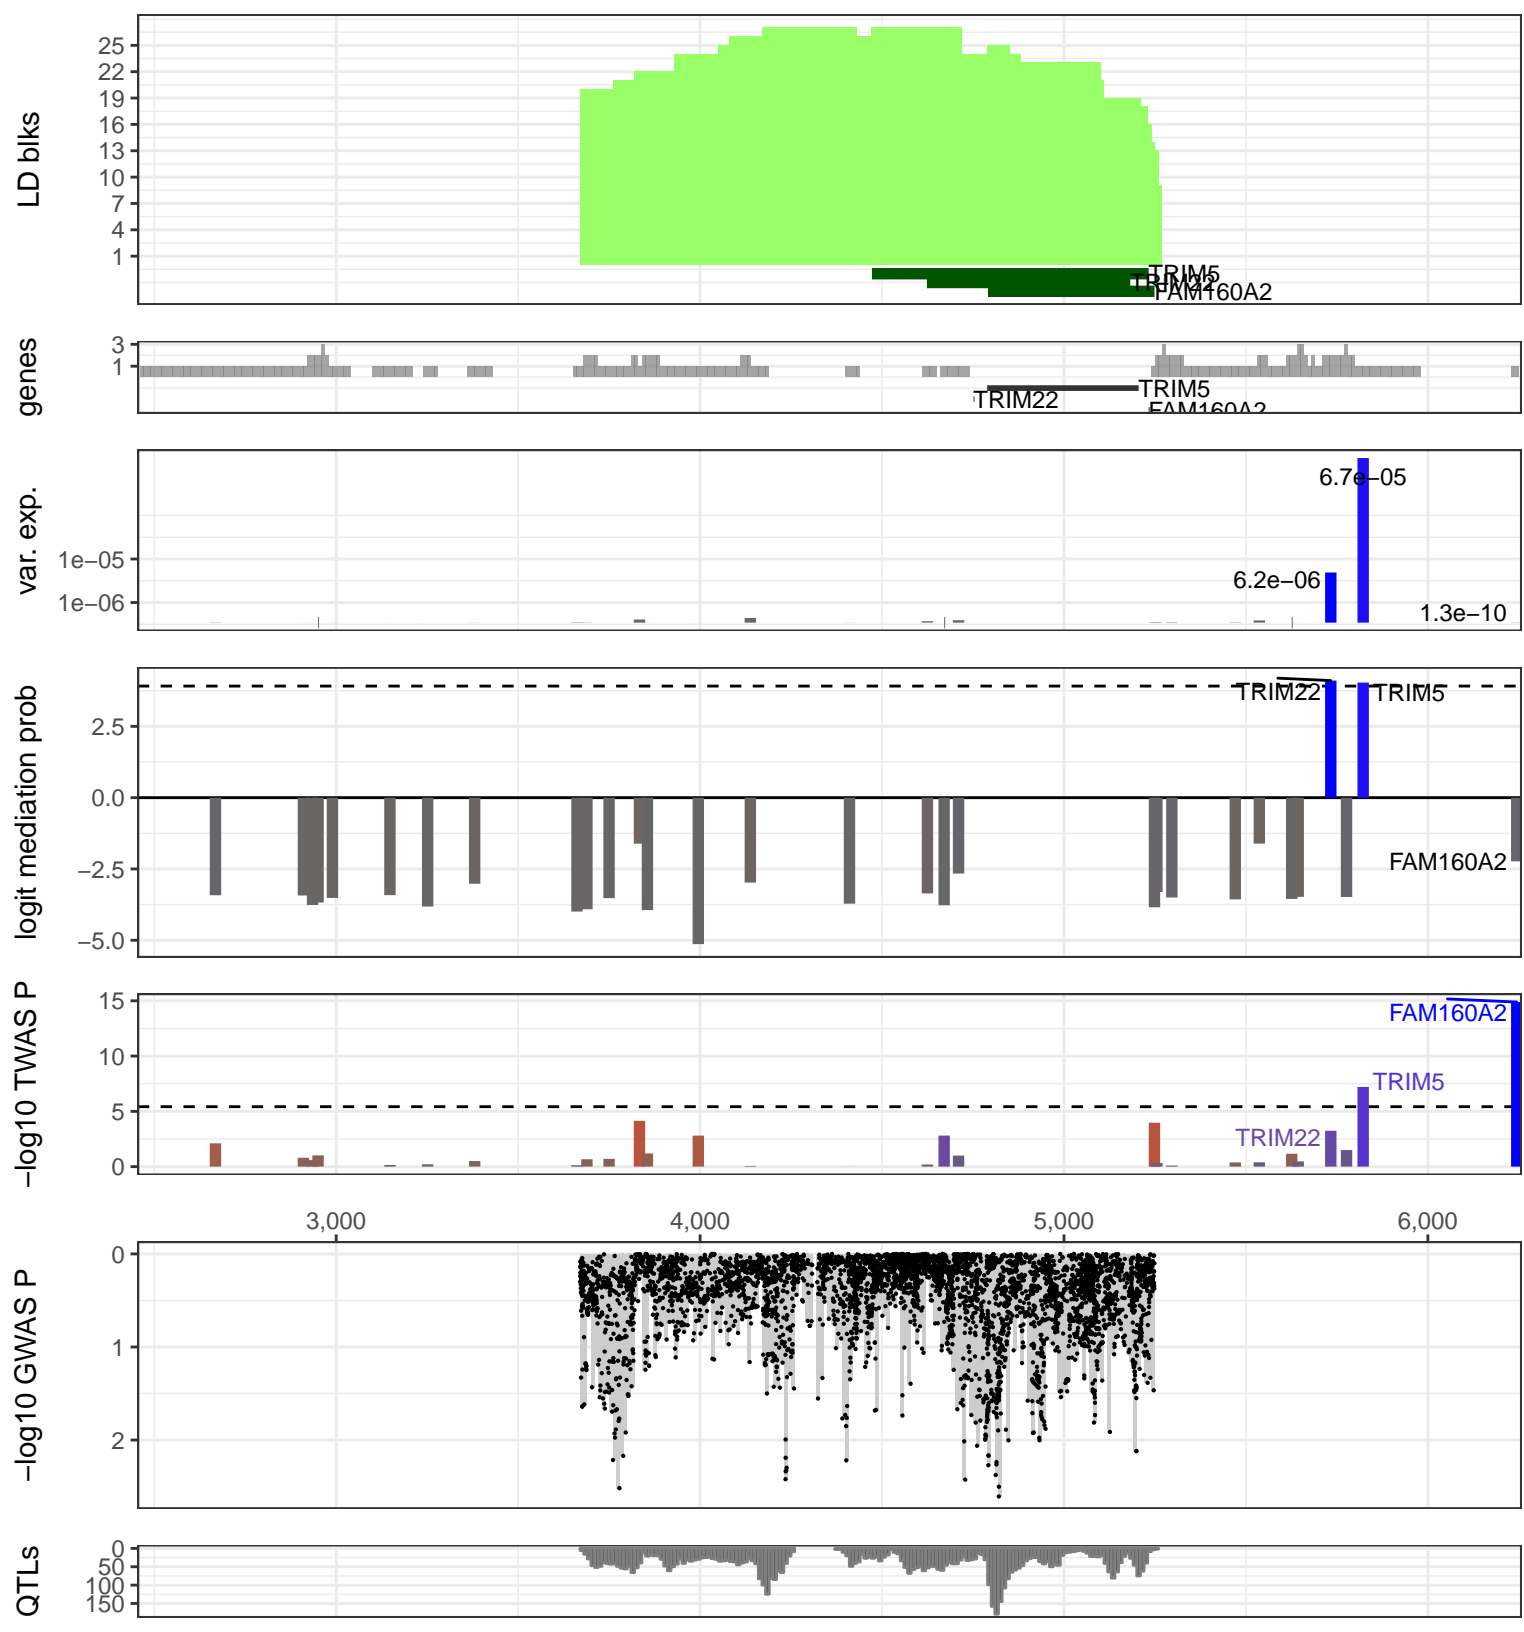 LD blks
25
22
19
16
13
10
7
4
1
TRIM5
TRIM22
FAM160A2
genes
3
1
TRIM5
TRIM22
FAM160A2
var. exp.
1e−05
1e−06
6.7e−05
6.2e−06
1.3e−10
logit mediation prob
2.5
0.0
−2.5
−5.0
TRIM22
TRIM5
FAM160A2
−log10 TWAS P
15
10
5
0
FAM160A2
TRIM5
TRIM22
3,000 4,000 5,000 6,000
−log10 GWAS P
0
1
2
QTLs
0
50
100
150